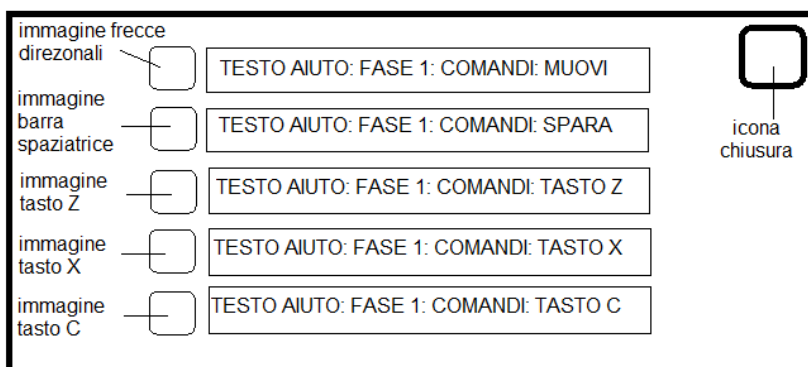 immagine frecce
direzonali
TESTO AIUTO: FASE 1: COMANDI: MUOVI
immagine
barra
spaziatrice
TESTO AIUTO: FASE 1: COMANDI: SPARA
icona
chiusura
immagine
tasto Z
TESTO AIUTO: FASE 1: COMANDI: TASTO Z
immagine
tasto X
TESTO AIUTO: FASE 1: COMANDI: TASTO X
immagine
tasto C
TESTO AIUTO: FASE 1: COMANDI: TASTO C